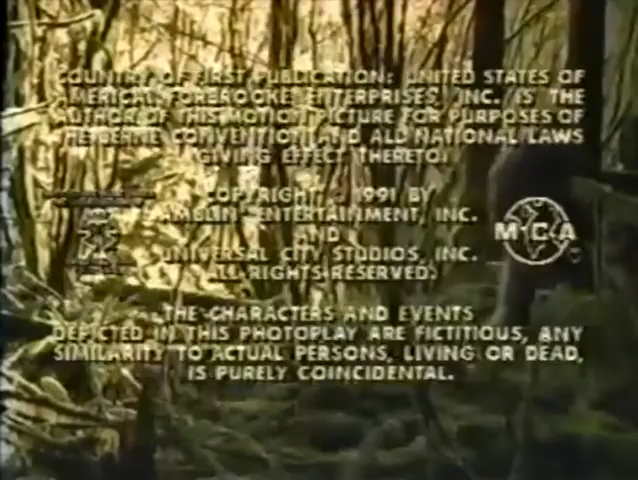 COUNTRY OF FIRST PUBLICATION: UNITED STATES OF
AMERICA. FORBROOKE ENTERPRISES, INC. IS THE
AUTHOR OF THIS MOTION PICTURE FOR PURPOSES OF
THE BERNE CONVENTION AND ALL NATIONAL LAWS
GIVING EFFECT THERETO.
COPYRIGHT © 1991 BY
AMBLIN ENTERTAINMENT, INC.
AND
UNIVERSAL CITY STUDIOS, INC.
ALL RIGHTS RESERVED.
MCA
THE CHARACTERS AND EVENTS
DEPICTED IN THIS PHOTOPLAY ARE FICTITIOUS, ANY
SIMILARITY TO ACTUAL PERSONS, LIVING OR DEAD,
IS PURELY COINCIDENTAL.